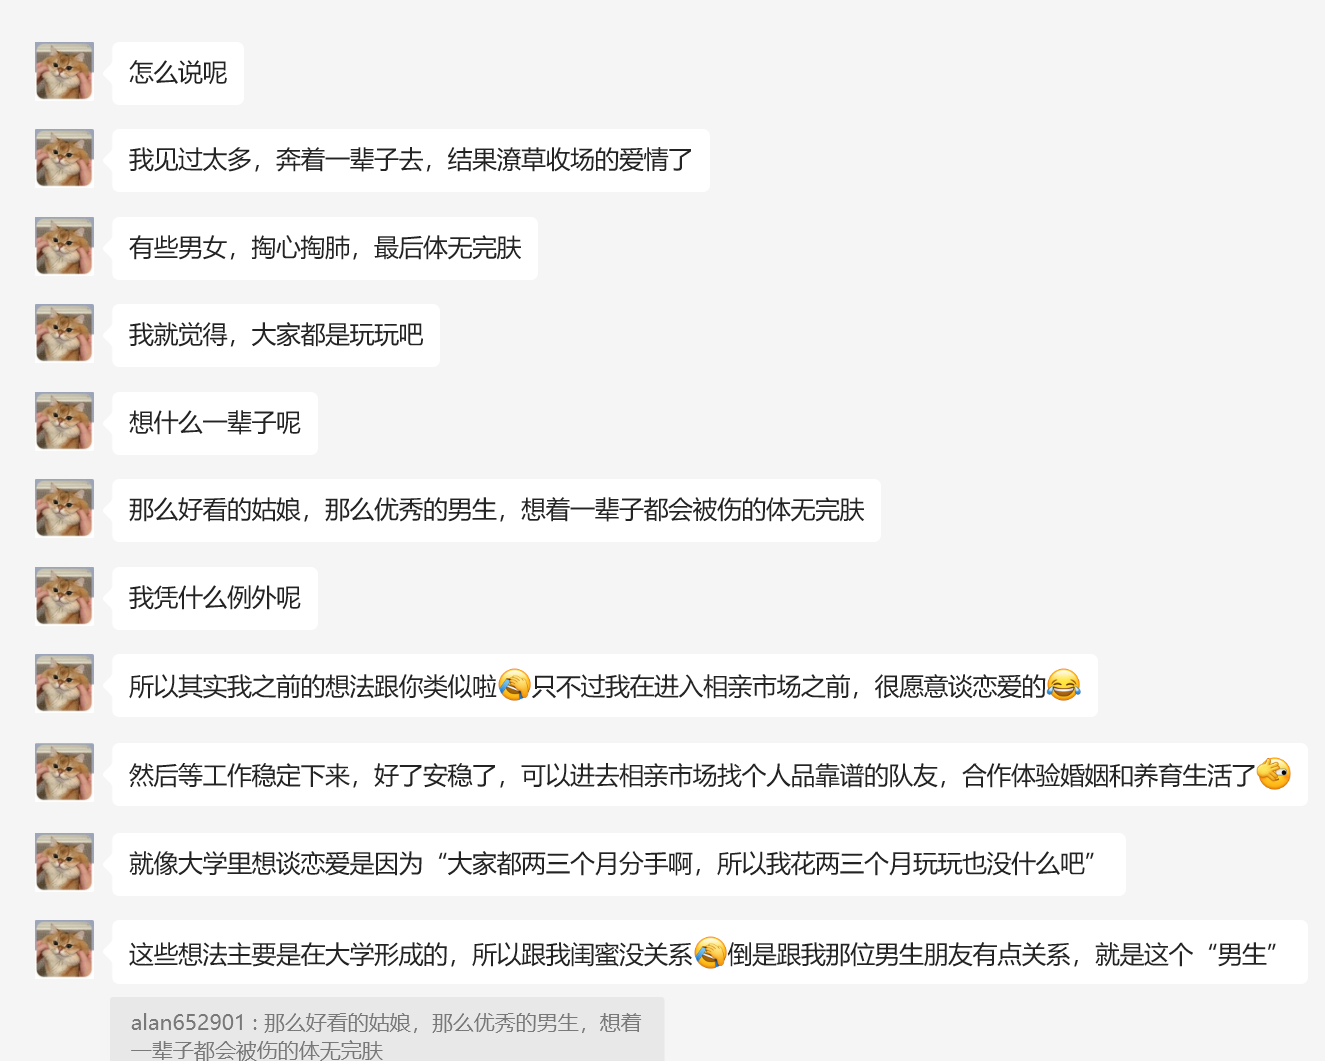 怎么说呢
我见过太多，奔着一辈子去，结果潦草收场的爱情了
有些男女，掏心掏肺，最后体无完肤
我就觉得，大家都是玩玩吧
想什么一辈子呢
那么好看的姑娘，那么优秀的男生，想着一辈子都会被伤的体无完肤
我凭什么例外呢
所以其实我之前的想法跟你类似啦🤣只不过我在进入相亲市场之前，很愿意谈恋爱的😂
然后等工作稳定下来，好了安稳了，可以进去相亲市场找个人品靠谱的队友，合作体验婚姻和养育生活了🫣
就像大学里想谈恋爱是因为“大家都两三个月分手啊，所以我花两三个月玩玩也没什么吧”
这些想法主要是在大学形成的，所以跟我闺蜜没关系🤣倒是跟我那位男生朋友有点关系，就是这个“男生”
alan652901 : 那么好看的姑娘，那么优秀的男生，想着
一辈子都会被伤的体无完肤